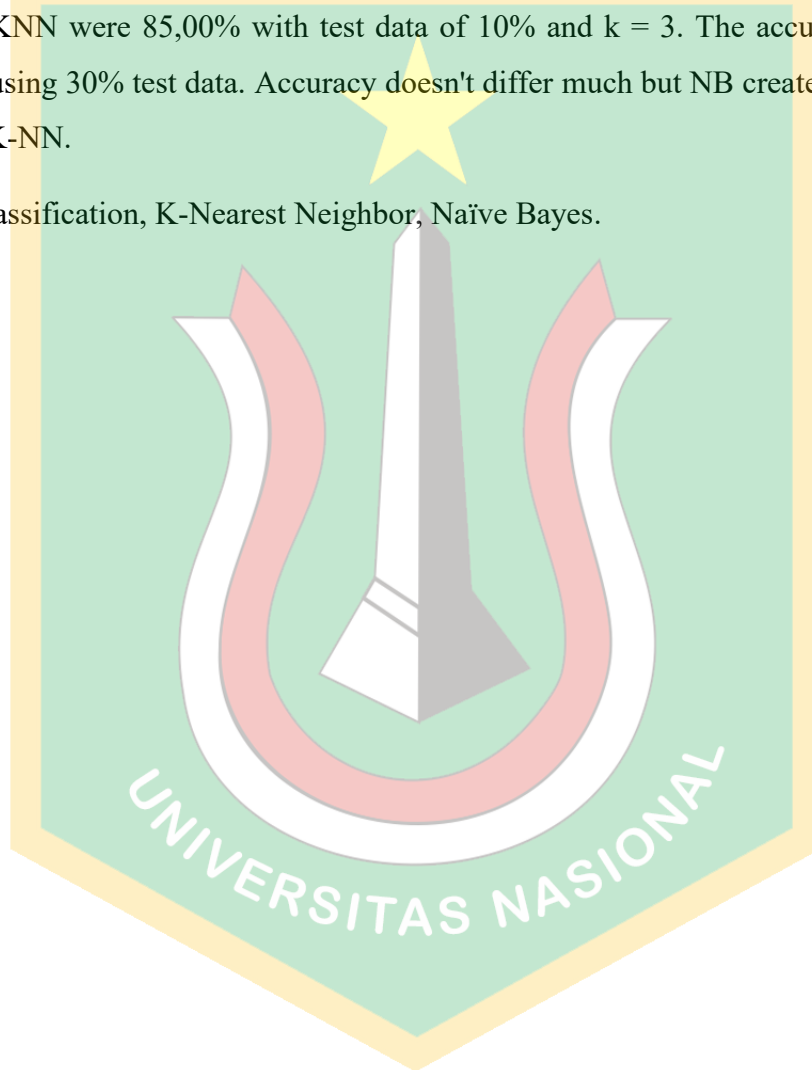 KNN were 85,00% with test data of 10% and k = 3. The accu
using 30% test data. Accuracy doesn't differ much but NB create
K-NN.
assification, K-Nearest Neighbor, Naïve Bayes.
UNIVERSITAS NASIONAL